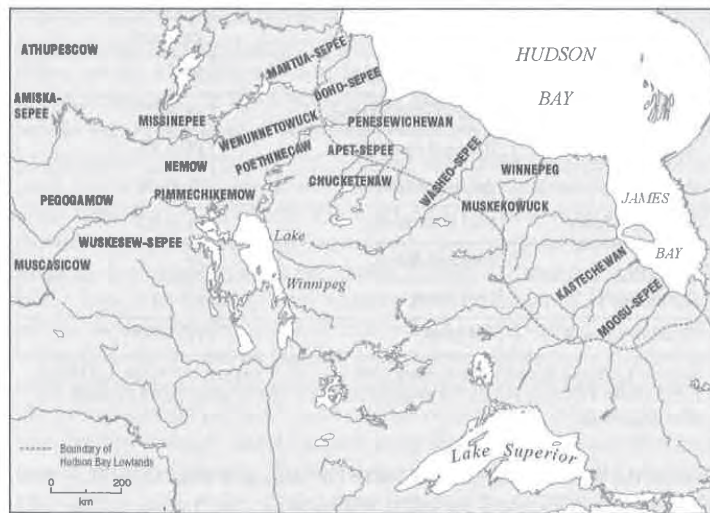 HUDSON
BAY
ATHUPESCOW
MANTUA-SEPEE
DOHO-SEPEE
AMISKA-
SEPEE
MISSINEPEE
WENUNNETOWUCK
PENESEWICHEWAN
POETHINECAW
APET-SEPEE
WASHEO-SEPEE
NEMOW
WINNEPEG
CHUCKETENAW
PEGOGAMOW
PIMMECHIKEMOW
MUSKEKOWUCK
JAMES
BAY
WUSKESEW-SEPEE
Lake
Winnipeg
MUSCASICOW
KASTECHEWAN
MOOSU-SEPEE
Lake Superior
Boundary of
Hudson Bay Lowlands
0 200
km